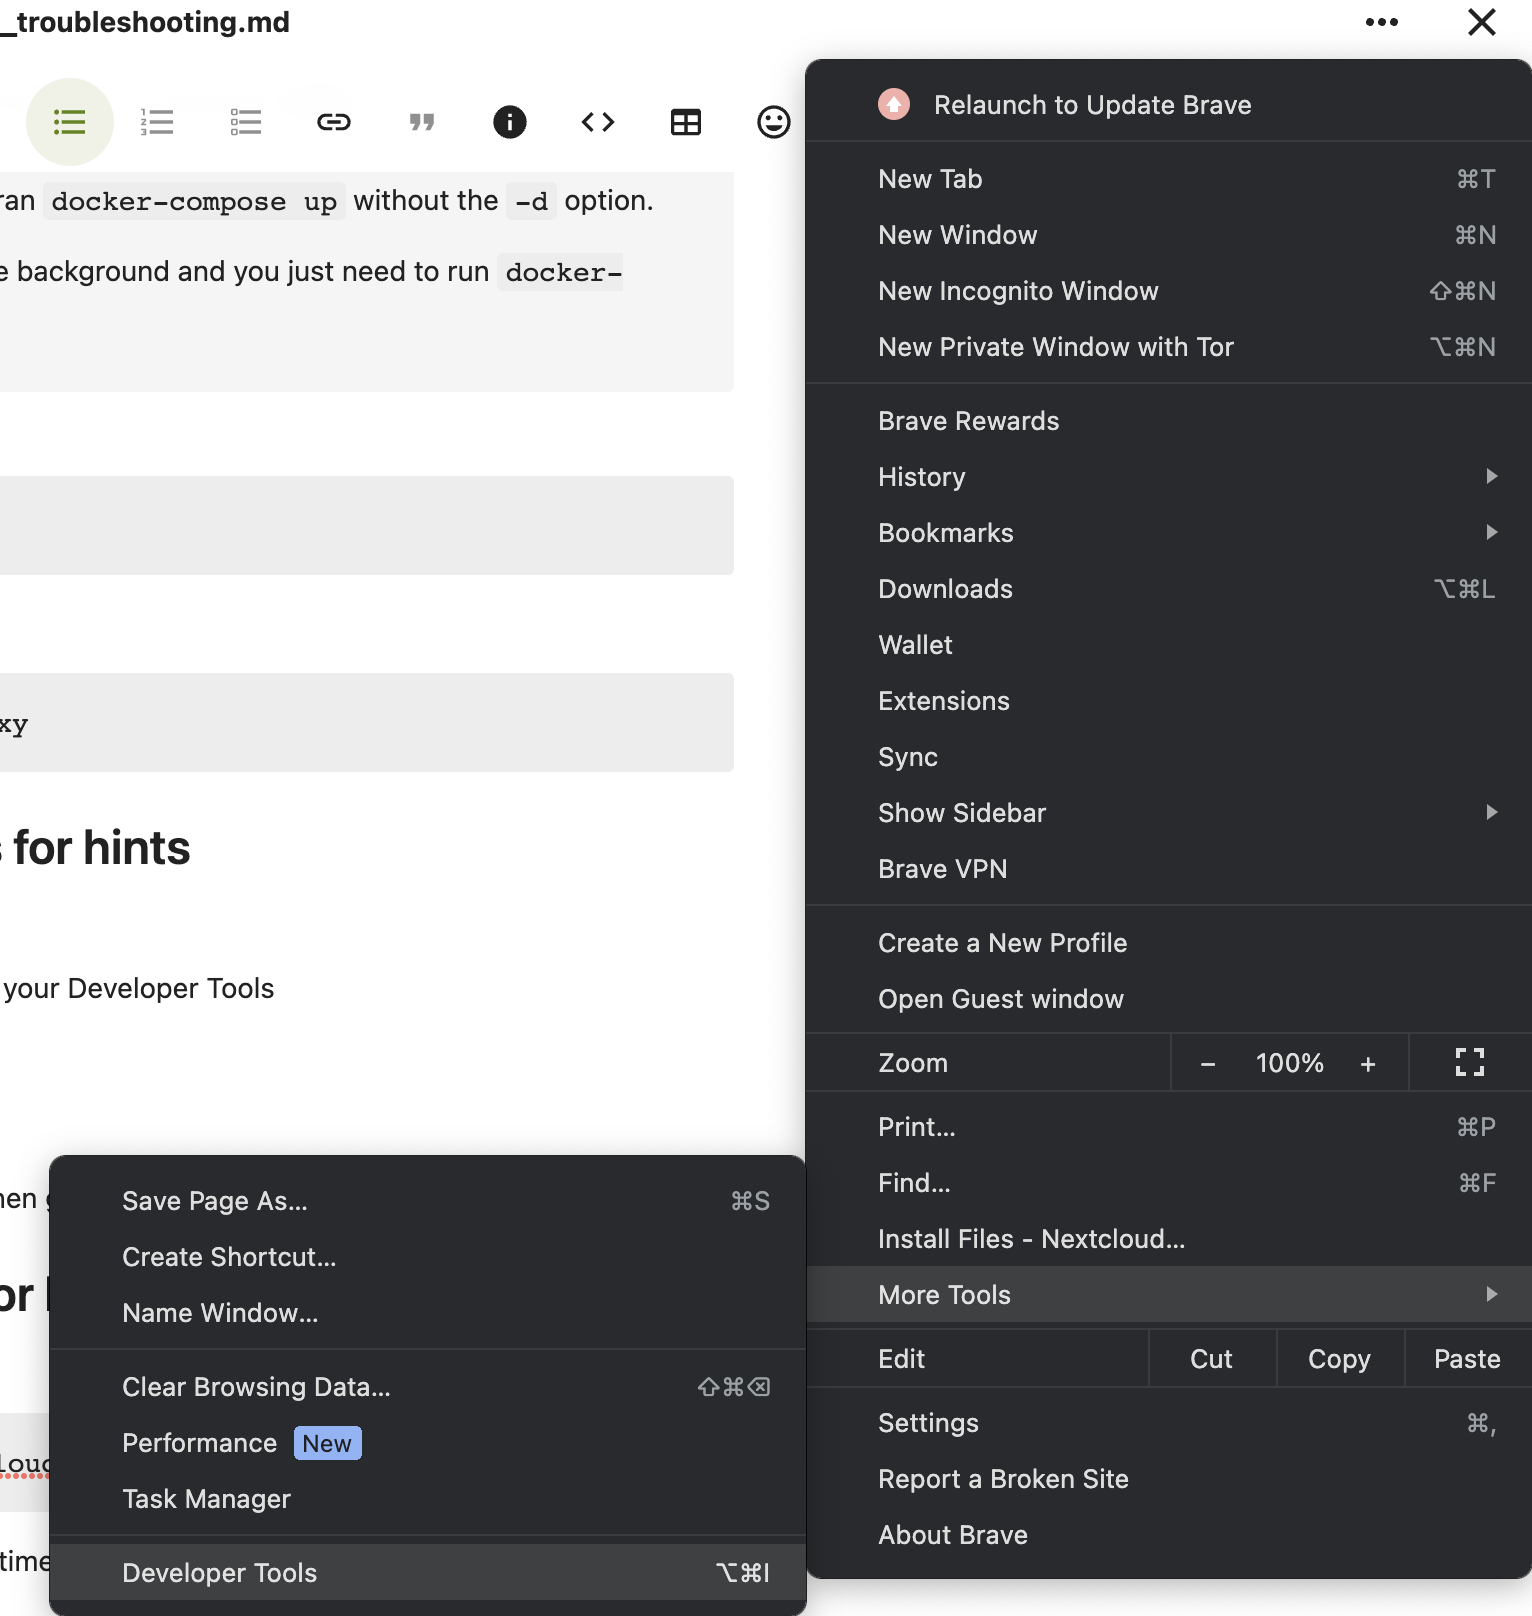 _troubleshooting.md
ran docker-compose up without the -d option.
e background and you just need to run docker-
xy
s for hints
your Developer Tools
hen g
or
loud
time
Relaunch to Update Brave
New Tab ⌘T
New Window ⌘N
New Incognito Window ⇧⌘N
New Private Window with Tor ⌥⌘N
Brave Rewards
History
Bookmarks
Downloads ⌥⌘L
Wallet
Extensions
Sync
Show Sidebar
Brave VPN
Create a New Profile
Open Guest window
Zoom − 100% +
Print... ⌘P
Find... ⌘F
Install Files - Nextcloud...
More Tools
Edit Cut Copy Paste
Settings ⌘,
Report a Broken Site
About Brave
Save Page As... ⌘S
Create Shortcut...
Name Window...
Clear Browsing Data... ⇧⌘⌫
Performance New
Task Manager
Developer Tools ⌥⌘I